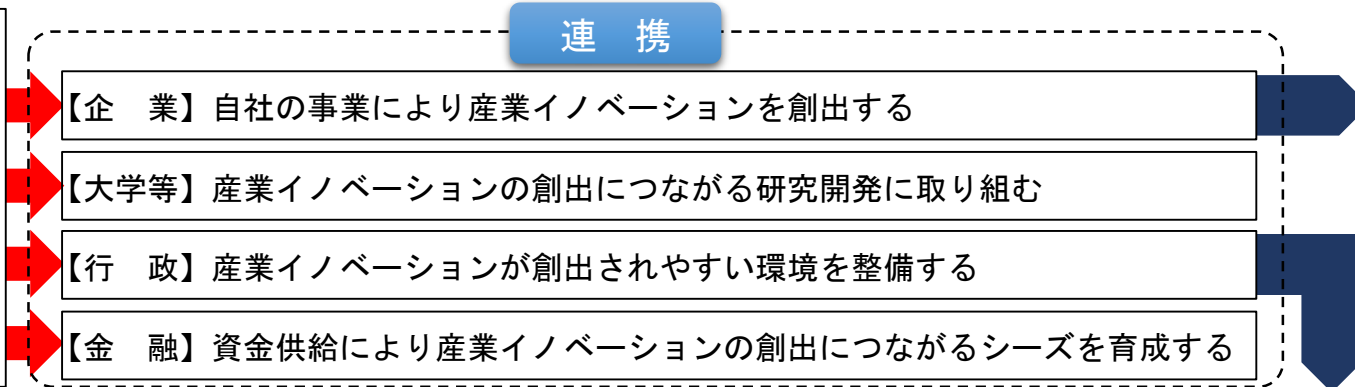 連　携
【企　業】自社の事業により産業イノベーションを創出する
【大学等】産業イノベーションの創出につながる研究開発に取り組む
【行　政】産業イノベーションが創出されやすい環境を整備する
【金　融】資金供給により産業イノベーションの創出につながるシーズを育成する